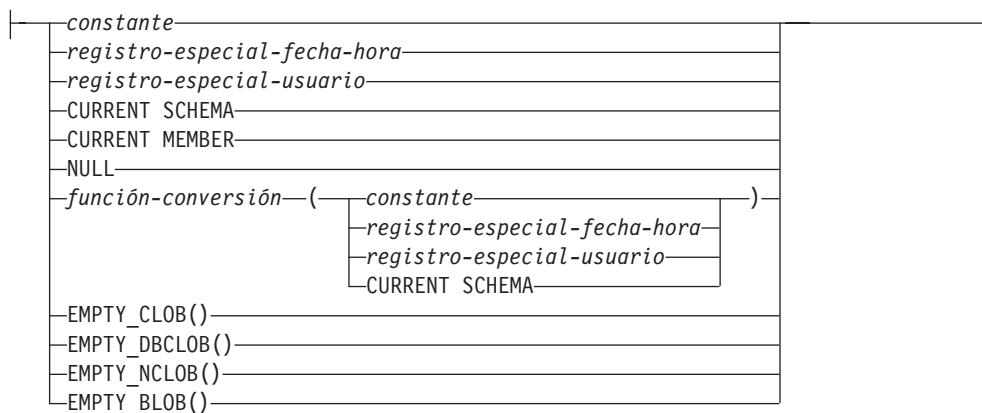 constante
registro-especial-fecha-hora
registro-especial-usuario
CURRENT SCHEMA
CURRENT MEMBER
NULL
función-conversión ( constante )
registro-especial-fecha-hora
registro-especial-usuario
CURRENT SCHEMA
EMPTY_CLOB()
EMPTY_DBCLOB()
EMPTY_NCLOB()
EMPTY_BLOB()